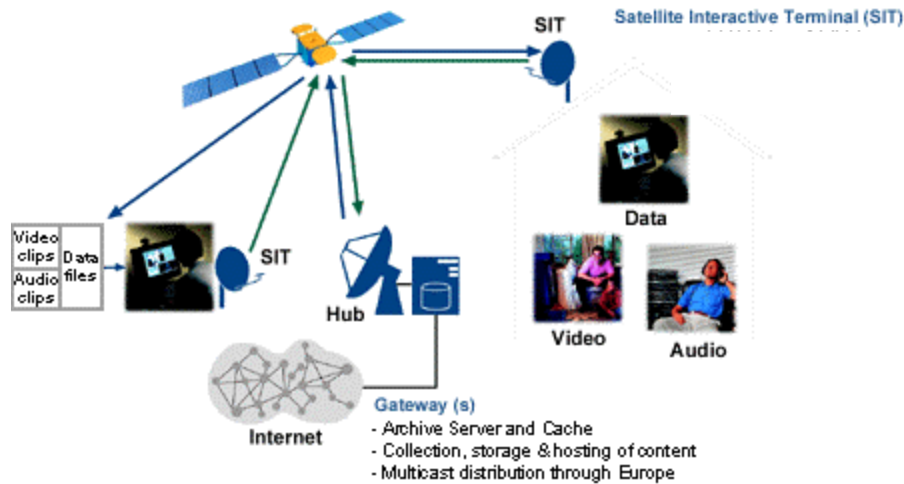 Satellite Interactive Terminal (SIT)
SIT
Data
Video
clips
Audio
clips
Data
files
SIT
Hub
Video
Audio
Internet
Gateway (s)
- Archive Server and Cache
- Collection, storage & hosting of content
- Multicast distribution through Europe